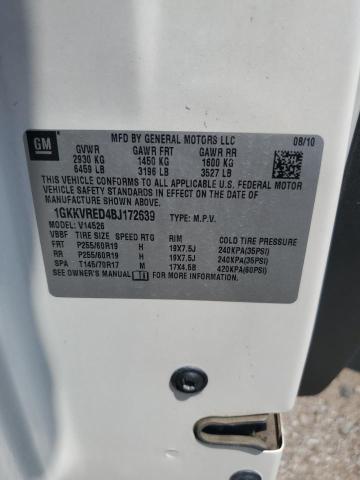 GM
MFD BY GENERAL MOTORS LLC 08/10
GVWR GAWR FRT GAWR RR
2930 KG 1450 KG 1600 KG
6459 LB 3196 LB 3527 LB
THIS VEHICLE CONFORMS TO ALL APPLICABLE U.S. FEDERAL MOTOR
VEHICLE SAFETY STANDARDS IN EFFECT ON THE DATE OF
MANUFACTURE SHOWN ABOVE.
1GKKVRED4BJ172539 TYPE: M.P.V.
MODEL: V14526
VBBF TIRE SIZE SPEED RTG RIM COLD TIRE PRESSURE
FRT P255/60R19 H 19X7.5J 240KPA(35PSI)
RR P255/60R19 H 19X7.5J 240KPA(35PSI)
SPA T145/70R17 M 17X4.5B 420KPA(60PSI)
SEE OWNER'S MANUAL FOR MORE INFORMATION.